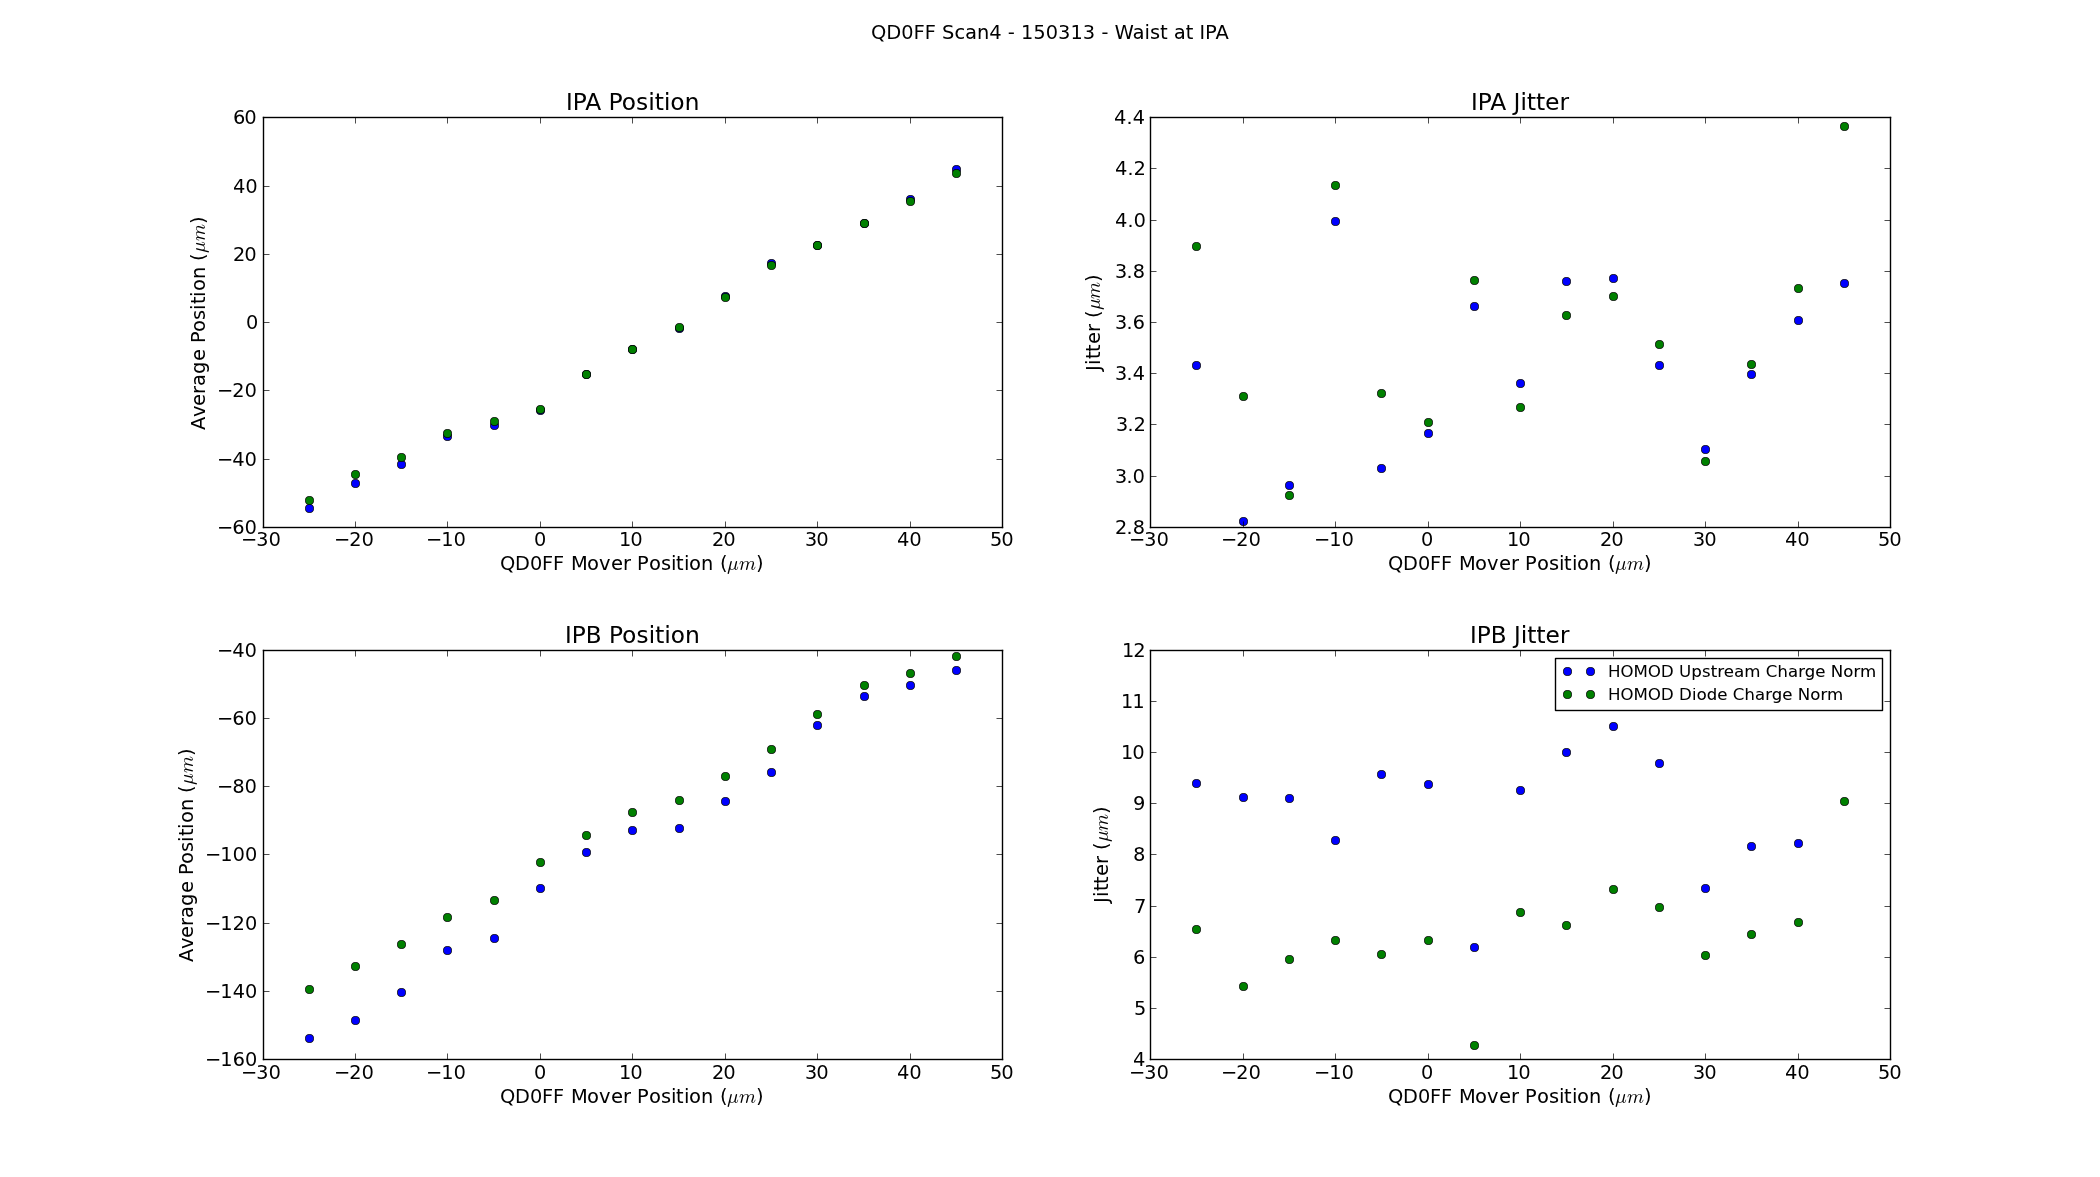 QD0FF Scan4 - 150313 - Waist at IPA
IPA Position
60
40
20
0
−20
−40
−60
Average Position (μm)
−30 −20 −10 0 10 20 30 40 50
QD0FF Mover Position (μm)
IPA Jitter
4.4
4.2
4.0
3.8
3.6
3.4
3.2
3.0
2.8
Jitter (μm)
−30 −20 −10 0 10 20 30 40 50
QD0FF Mover Position (μm)
IPB Position
−40
−60
−80
−100
−120
−140
−160
Average Position (μm)
−30 −20 −10 0 10 20 30 40 50
QD0FF Mover Position (μm)
IPB Jitter
12
11
10
9
8
7
6
5
4
Jitter (μm)
HOMOD Upstream Charge Norm
HOMOD Diode Charge Norm
−30 −20 −10 0 10 20 30 40 50
QD0FF Mover Position (μm)